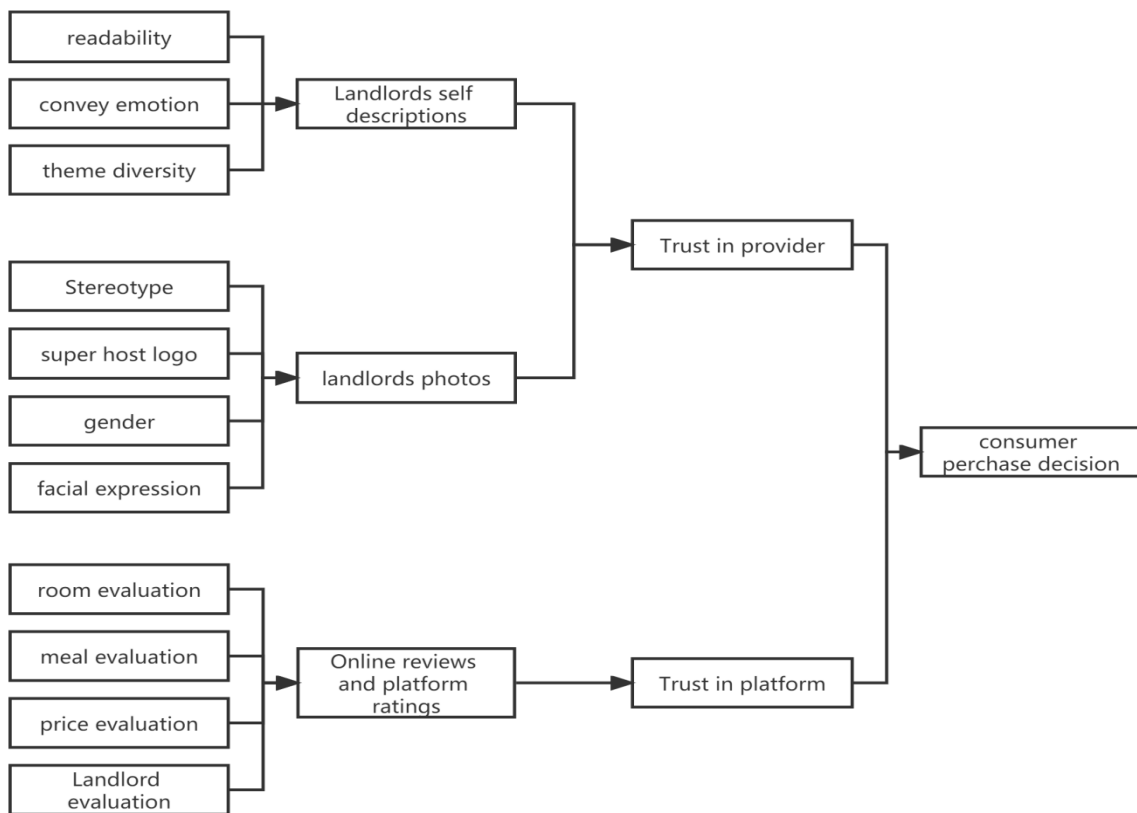 readability
convey emotion
theme diversity
Landlords self
descriptions
Stereotype
super host logo
gender
facial expression
landlords photos
Trust in provider
room evaluation
meal evaluation
price evaluation
Landlord
evaluation
Online reviews
and platform
ratings
Trust in platform
consumer
perchase decision